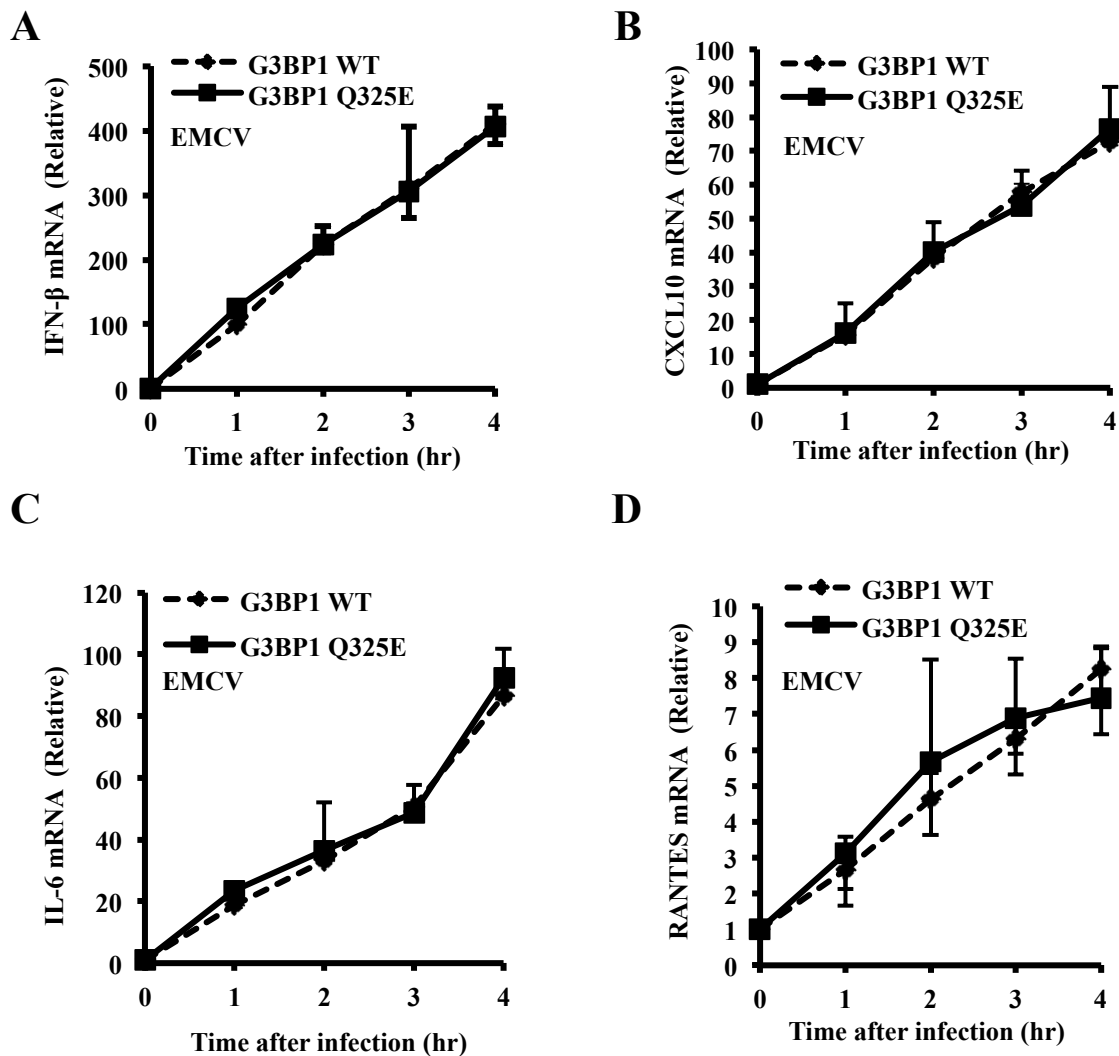 A
IFN-β mRNA (Relative)
500
400
300
200
100
0
G3BP1 WT
G3BP1 Q325E
EMCV
0 1 2 3 4
Time after infection (hr)
B
CXCL10 mRNA (Relative)
100
90
80
70
60
50
40
30
20
10
0
G3BP1 WT
G3BP1 Q325E
EMCV
0 1 2 3 4
Time after infection (hr)
C
IL-6 mRNA (Relative)
120
100
80
60
40
20
0
G3BP1 WT
G3BP1 Q325E
EMCV
0 1 2 3 4
Time after infection (hr)
D
RANTES mRNA (Relative)
10
9
8
7
6
5
4
3
2
1
0
G3BP1 WT
G3BP1 Q325E
EMCV
0 1 2 3 4
Time after infection (hr)